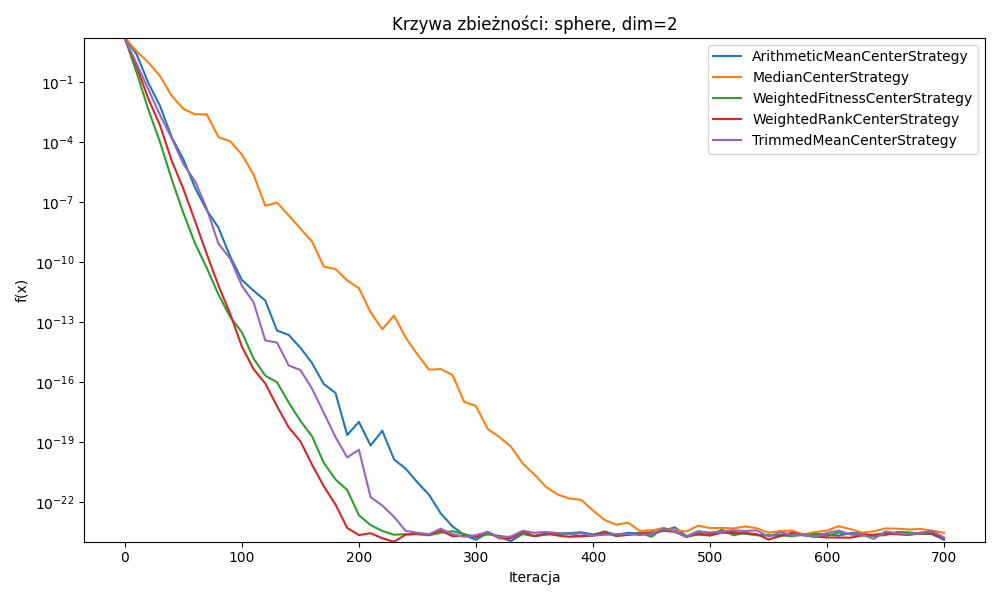 Krzywa zbieżności: sphere, dim=2
ArithmeticMeanCenterStrategy
MedianCenterStrategy
WeightedFitnessCenterStrategy
WeightedRankCenterStrategy
TrimmedMeanCenterStrategy
f(x)
10⁻¹
10⁻⁴
10⁻⁷
10⁻¹⁰
10⁻¹³
10⁻¹⁶
10⁻¹⁹
10⁻²²
0 100 200 300 400 500 600 700
Iteracja